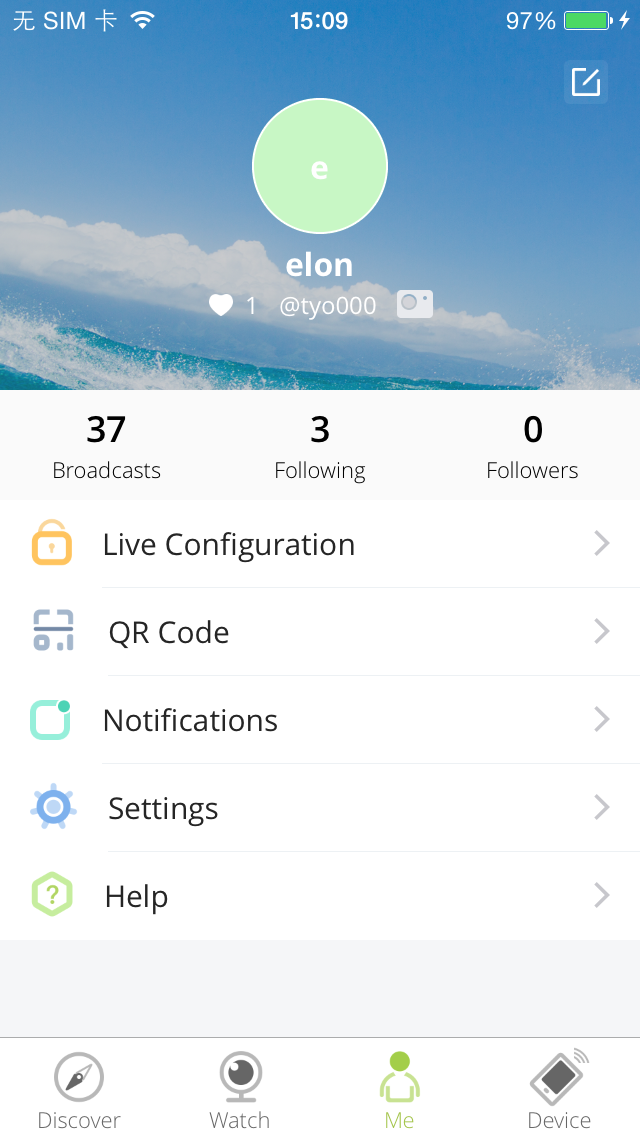 无 SIM 卡 15:09 97%
e
elon
1 @tyo000
37 3 0
Broadcasts Following Followers
Live Configuration
QR Code
Notifications
Settings
? Help
Discover Watch Me Device